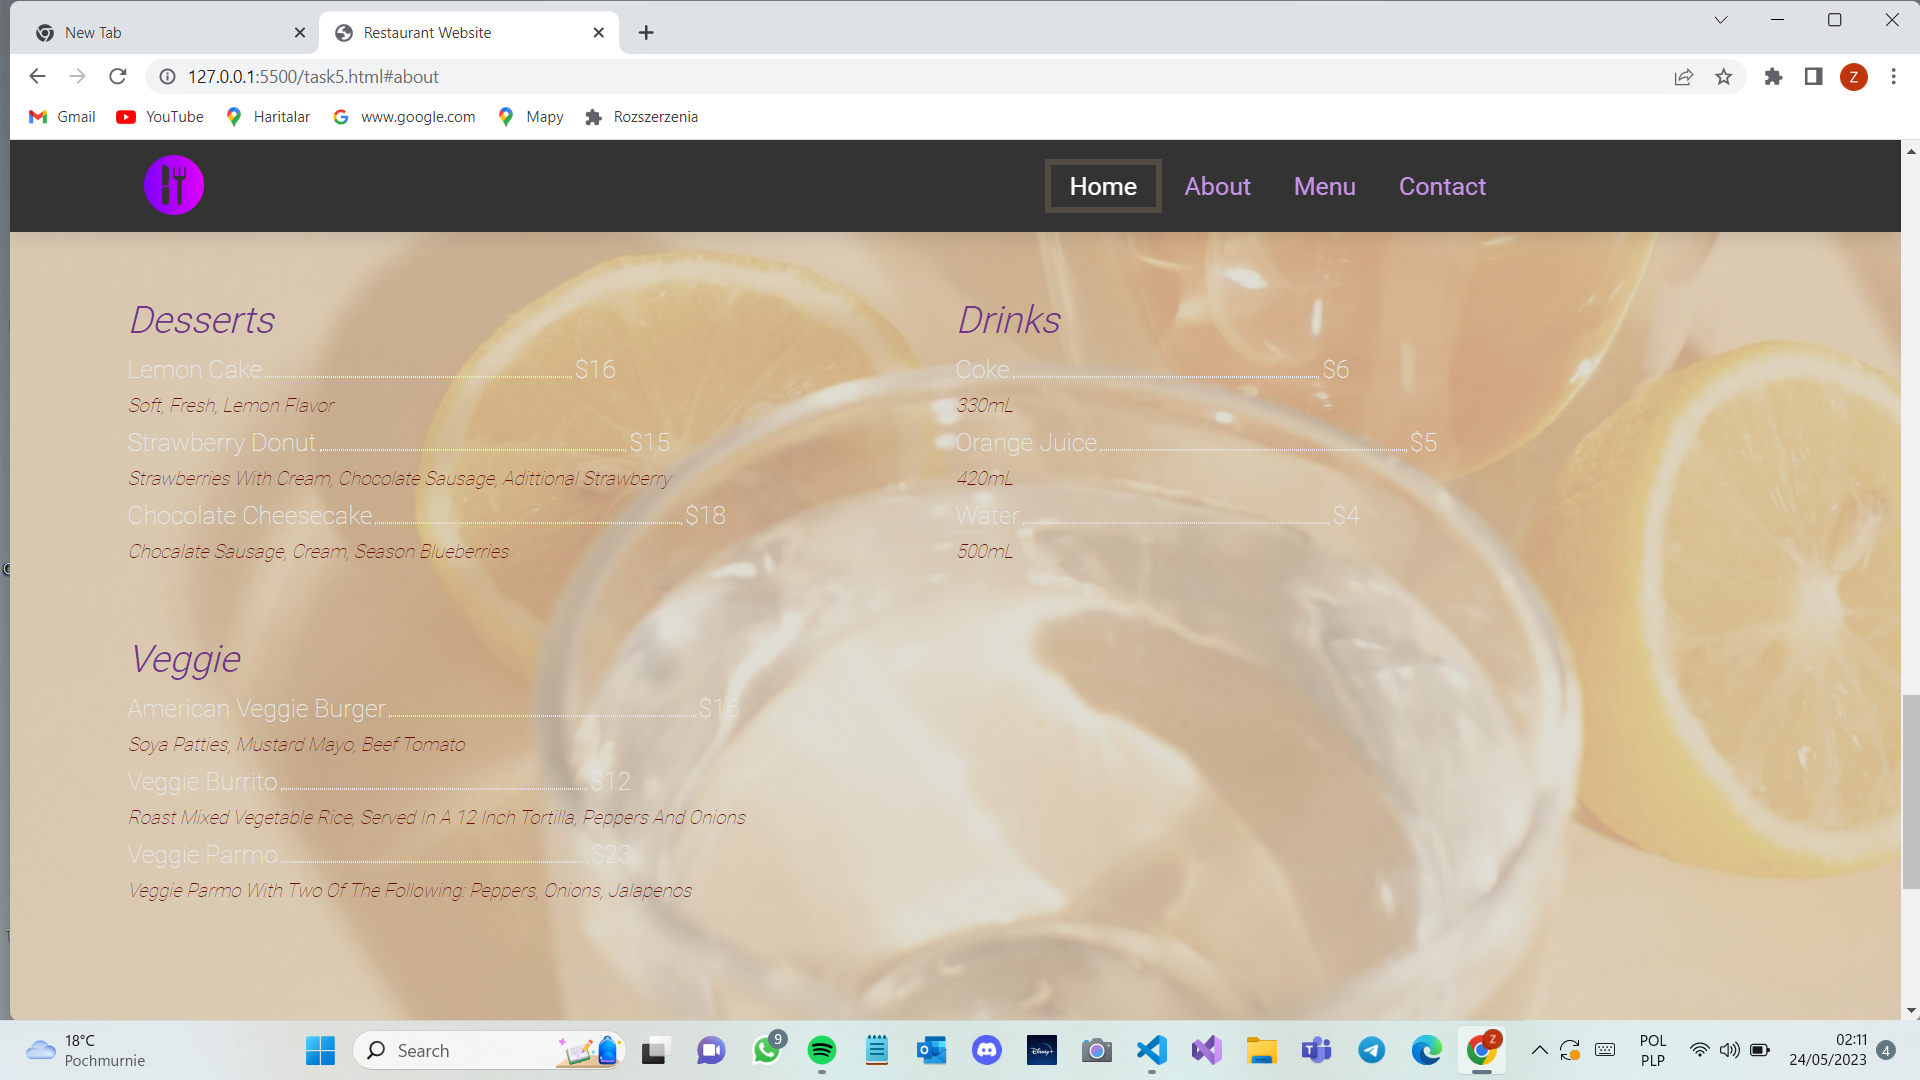 New Tab
Restaurant Website
127.0.0.1:5500/task5.html#about
Z
Gmail
YouTube
Haritalar
www.google.com
Mapy
Rozszerzenia
Home
About
Menu
Contact
Desserts
Lemon Cake $16
Soft, Fresh, Lemon Flavor
Strawberry Donut $15
Strawberries With Cream, Chocolate Sausage, Adittional Strawberry
Chocolate Cheesecake $18
Chocalate Sausage, Cream, Season Blueberries
Drinks
Coke $6
330mL
Orange Juice $5
420mL
Water $4
500mL
Veggie
American Veggie Burger $16
Soya Patties, Mustard Mayo, Beef Tomato
Veggie Burrito $12
Roast Mixed Vegetable Rice, Served In A 12 Inch Tortilla, Peppers And Onions
Veggie Parmo $23
Veggie Parmo With Two Of The Following: Peppers, Onions, Jalapenos
18°C
Pochmurnie
Search
9
Disney+
Z
POL
PLP
02:11
24/05/2023
4